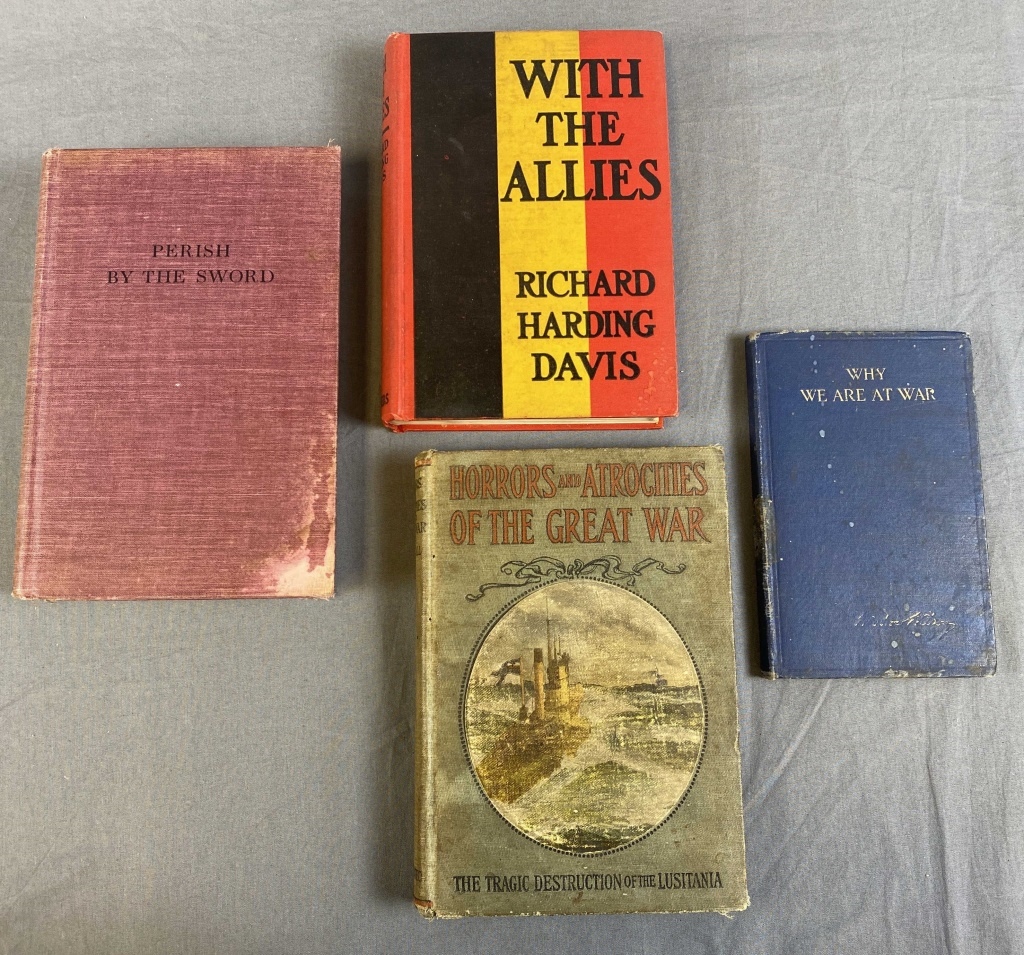 PERISH
BY THE SWORD
WITH
THE
ALLIES
RICHARD
HARDING
DAVIS
HORRORS AND ATROCITIES
OF THE GREAT WAR
THE TRAGIC DESTRUCTION OF THE LUSITANIA
WHY
WE ARE AT WAR